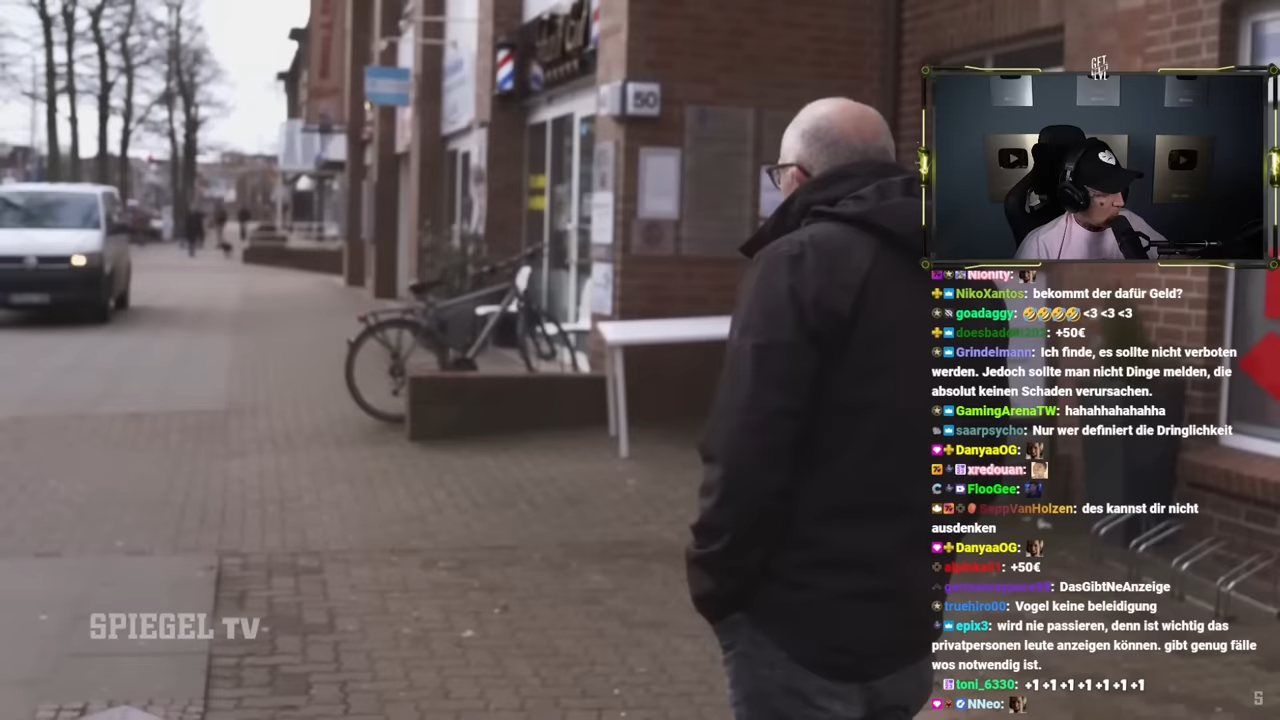 50
GET
Nionity:
NikoXantos: bekommt der dafür Geld?
goadaggy: 🤣🤣🤣🤣 <3 <3 <3
+50€
Grindelmann: Ich finde, es sollte nicht verboten
werden. Jedoch sollte man nicht Dinge melden, die
absolut keinen Schaden verursachen.
GamingArenaTW: hahahhahahahha
saarpsycho: Nur wer definiert die Dringlichkeit
DanyaaOG:
xredouan:
FlooGee:
SeppVanHolzen: des kannst dir nicht
ausdenken
DanyaaOG:
: +50€
: DasGibtNeAnzeige
truehiro00: Vogel keine beleidigung
epix3: wird nie passieren, denn ist wichtig das
privatpersonen leute anzeigen können. gibt genug fälle
wos notwendig ist.
toni_6330: +1 +1 +1 +1 +1 +1 +1
NNeo:
SPIEGEL TV
S